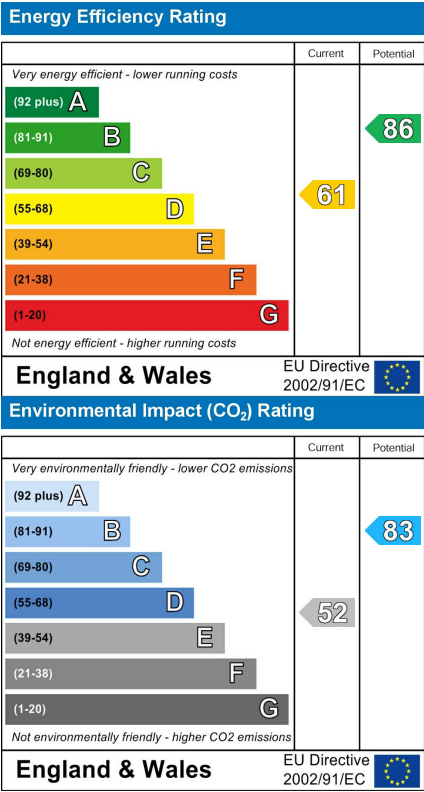 Energy Efficiency Rating
Current Potential
Very energy efficient - lower running costs
(92 plus) A
(81-91) B
86
(69-80) C
61
(55-68) D
(39-54) E
(21-38) F
(1-20) G
Not energy efficient - higher running costs
England & Wales
EU Directive
2002/91/EC
Environmental Impact (CO₂) Rating
Current Potential
Very environmentally friendly - lower CO2 emissions
(92 plus) A
(81-91) B
83
(69-80) C
(55-68) D
52
(39-54) E
(21-38) F
(1-20) G
Not environmentally friendly - higher CO2 emissions
England & Wales
EU Directive
2002/91/EC